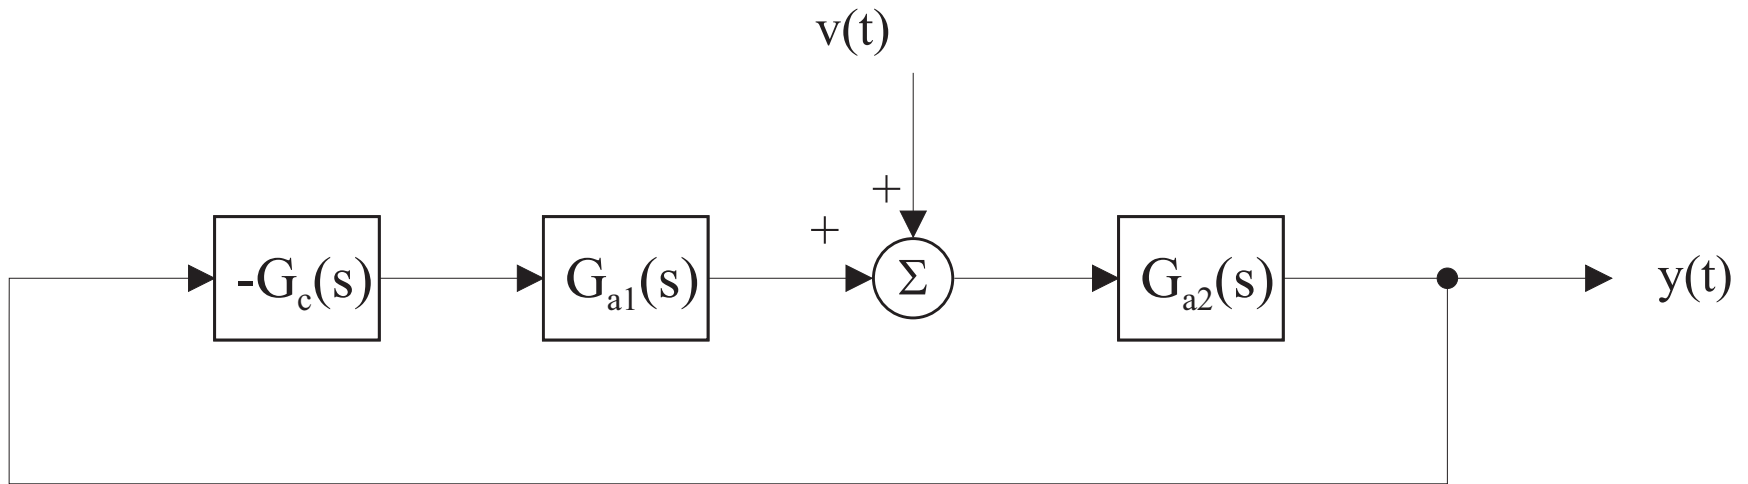 v(t)
+
+
-G_c(s)
G_a1(s)
Σ
G_a2(s)
y(t)